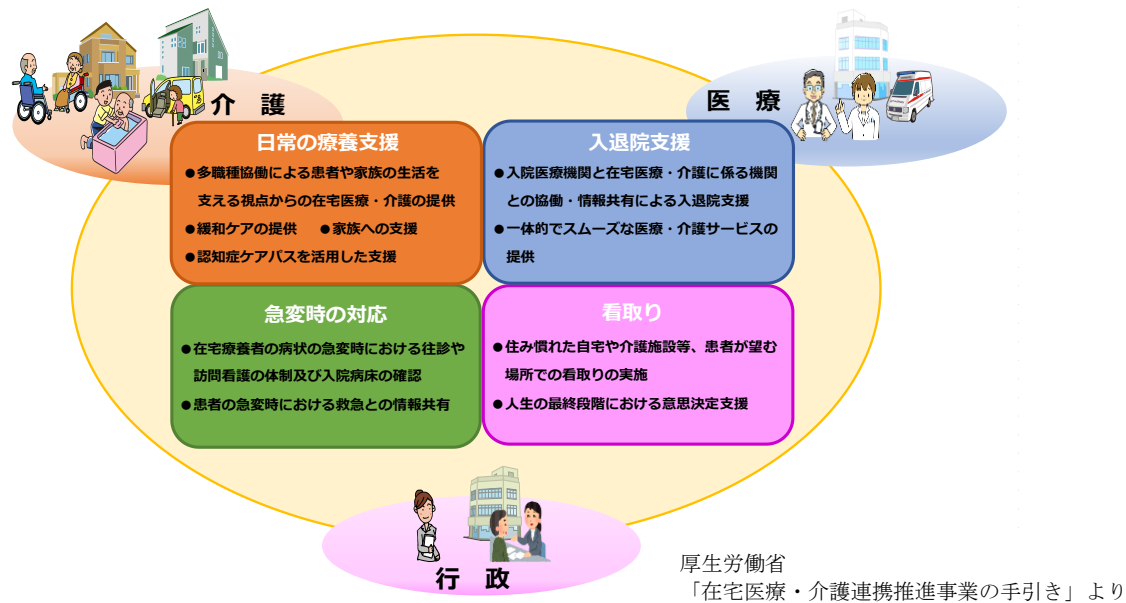 介 護
医 療
日常の療養支援
●多職種協働による患者や家族の生活を
支える視点からの在宅医療・介護の提供
●緩和ケアの提供 ●家族への支援
●認知症ケアパスを活用した支援
入退院支援
●入院医療機関と在宅医療・介護に係る機関
との協働・情報共有による入退院支援
●一体的でスムーズな医療・介護サービスの
提供
急変時の対応
●在宅療養者の病状の急変時における往診や
訪問看護の体制及び入院病床の確認
●患者の急変時における救急との情報共有
看取り
●住み慣れた自宅や介護施設等、患者が望む
場所での看取りの実施
●人生の最終段階における意思決定支援
行 政
厚生労働省
「在宅医療・介護連携推進事業の手引き」より